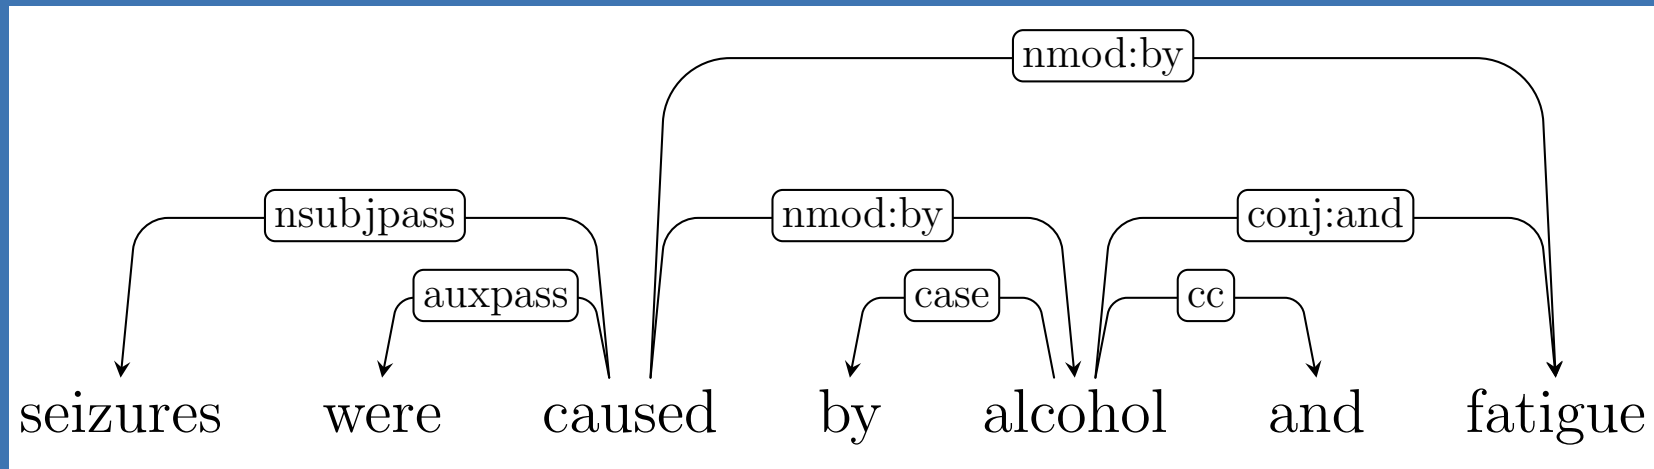 nmod:by
nsubjpass nmod:by conj:and
auxpass case cc
seizures were caused by alcohol and fatigue